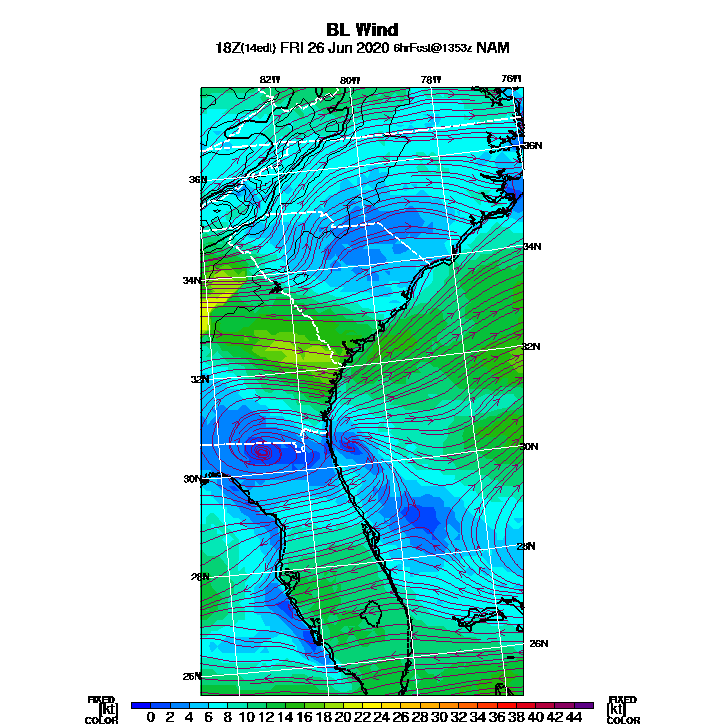 BL Wind
18Z(14edt) FRI 26 Jun 2020 6hrFcst@1353z NAM
82W 80W 78W 76W
36N
36N
34N
34N
32N
32N
30N
30N
28N
28N
26N
26N
FIXED FIXED
[kt] 0 2 4 6 8 10 12 14 16 18 20 22 24 26 28 30 32 34 36 38 40 42 44 [kt]
COLOR COLOR